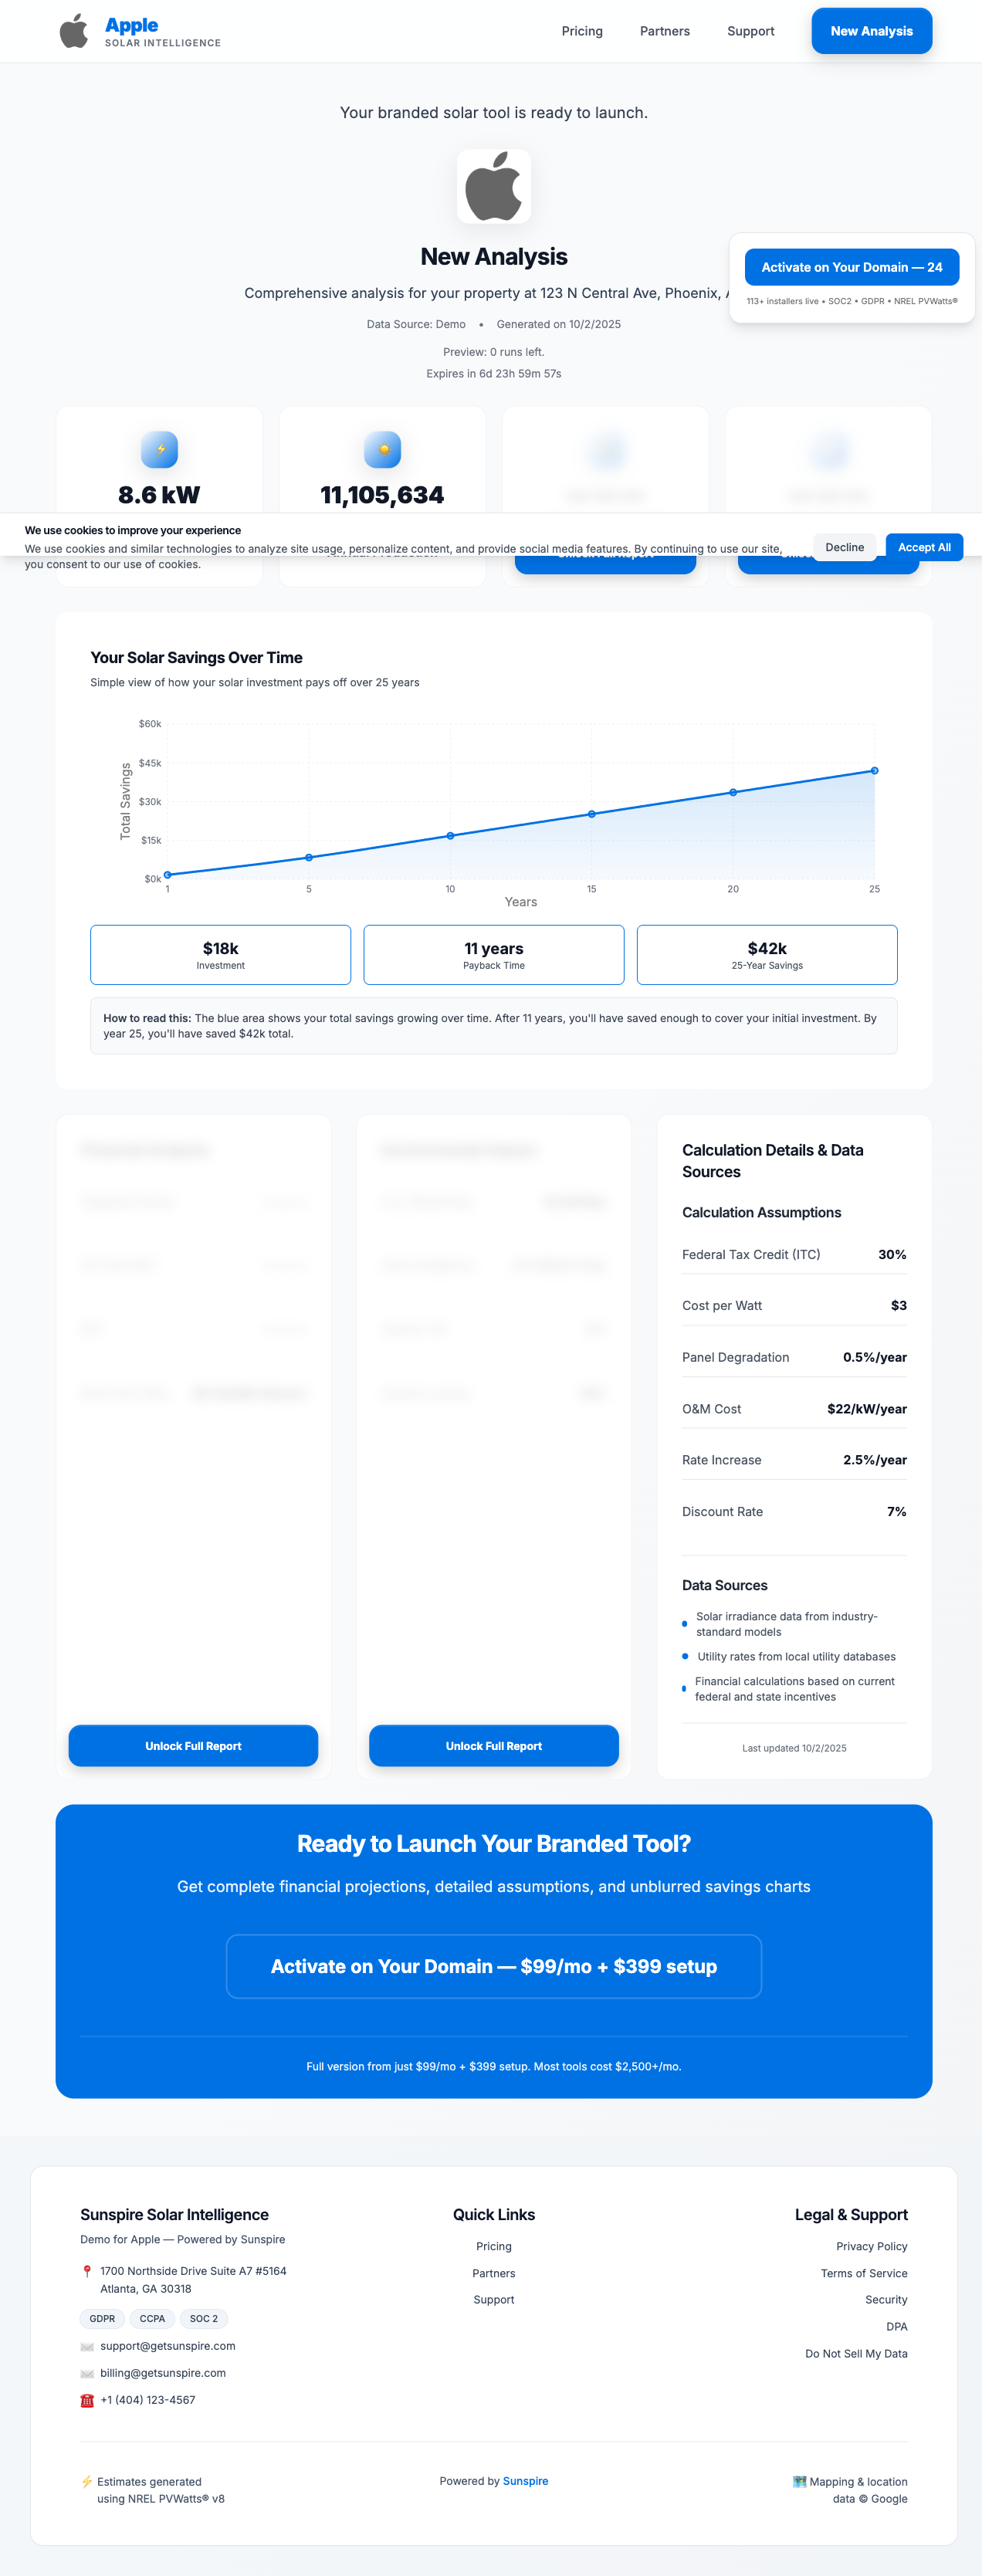 Apple
SOLAR INTELLIGENCE
Pricing
Partners
Support
New Analysis
Your branded solar tool is ready to launch.
New Analysis
Comprehensive analysis for your property at 123 N Central Ave, Phoenix,
Activate on Your Domain — 24
113+ installers live • SOC2 • GDPR • NREL PVWatts®
Data Source: Demo • Generated on 10/2/2025
Preview: 0 runs left.
Expires in 6d 23h 59m 57s
8.6 kW
11,105,634
We use cookies to improve your experience
We use cookies and similar technologies to analyze site usage, personalize content, and provide social media features. By continuing to use our site,
you consent to our use of cookies.
Decline
Accept All
Your Solar Savings Over Time
Simple view of how your solar investment pays off over 25 years
$60k
$45k
$30k
$15k
$0k
Total Savings
1
5
10
15
20
25
Years
$18k
Investment
11 years
Payback Time
$42k
25-Year Savings
How to read this: The blue area shows your total savings growing over time. After 11 years, you'll have saved enough to cover your initial investment. By
year 25, you'll have saved $42k total.
Unlock Full Report
Unlock Full Report
Calculation Details & Data
Sources
Calculation Assumptions
Federal Tax Credit (ITC) 30%
Cost per Watt $3
Panel Degradation 0.5%/year
O&M Cost $22/kW/year
Rate Increase 2.5%/year
Discount Rate 7%
Data Sources
Solar irradiance data from industry-
standard models
Utility rates from local utility databases
Financial calculations based on current
federal and state incentives
Last updated 10/2/2025
Ready to Launch Your Branded Tool?
Get complete financial projections, detailed assumptions, and unblurred savings charts
Activate on Your Domain — $99/mo + $399 setup
Full version from just $99/mo + $399 setup. Most tools cost $2,500+/mo.
Sunspire Solar Intelligence
Demo for Apple — Powered by Sunspire
1700 Northside Drive Suite A7 #5164
Atlanta, GA 30318
GDPR
CCPA
SOC 2
support@getsunspire.com
billing@getsunspire.com
+1 (404) 123-4567
Quick Links
Pricing
Partners
Support
Legal & Support
Privacy Policy
Terms of Service
Security
DPA
Do Not Sell My Data
Estimates generated
using NREL PVWatts® v8
Powered by Sunspire
Mapping & location
data © Google